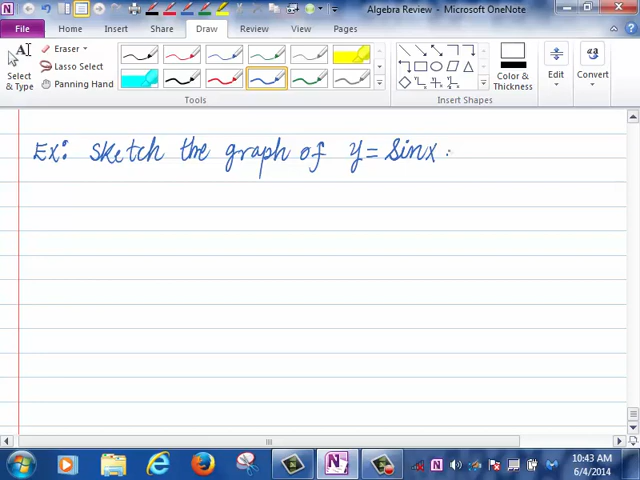 Algebra Review - Microsoft OneNote
File Home Insert Share Draw Review View Pages
Select & Type
Eraser
Lasso Select
Panning Hand
Color & Thickness
Edit
Convert
Tools
Insert Shapes
Ex: Sketch the graph of y = sinx.
10:43 AM
6/4/2014